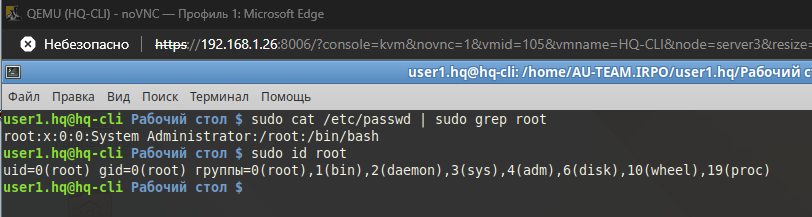 QEMU (HQ-CLI) - noVNC — Профиль 1: Microsoft Edge
Небезопасно https://192.168.1.26:8006/?console=kvm&novnc=1&vmid=105&vmname=HQ-CLI&node=server3&resize=
user1.hq@hq-cli: /home/AU-TEAM.IRPO/user1.hq/Рабочий с
Файл Правка Вид Поиск Терминал Помощь
user1.hq@hq-cli Рабочий стол $ sudo cat /etc/passwd | sudo grep root
root:x:0:0:System Administrator:/root:/bin/bash
user1.hq@hq-cli Рабочий стол $ sudo id root
uid=0(root) gid=0(root) группы=0(root),1(bin),2(daemon),3(sys),4(adm),6(disk),10(wheel),19(proc)
user1.hq@hq-cli Рабочий стол $